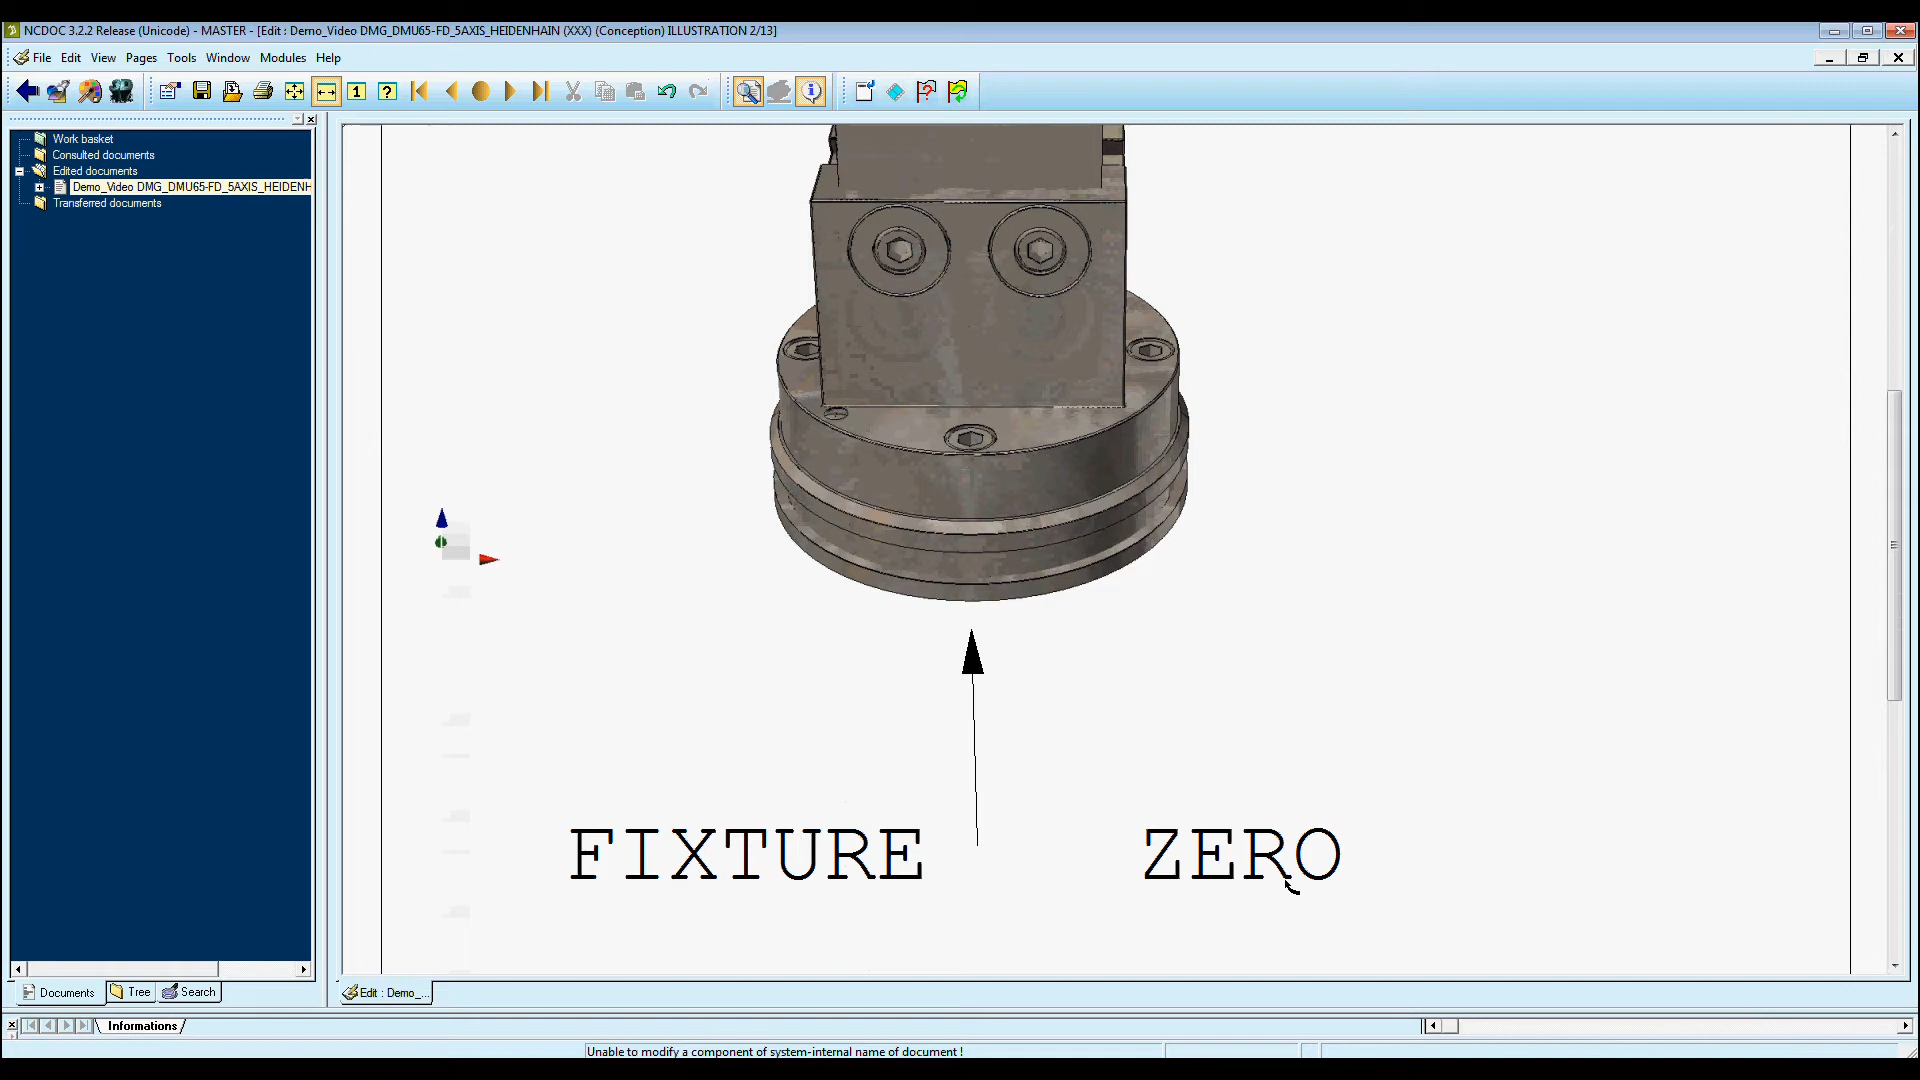 NCDOC 3.2.2 Release (Unicode) - MASTER - [Edit : Demo_Video DMG_DMU65-FD_5AXIS_HEIDENHAIN (XXX) (Conception) ILLUSTRATION 2/13]
File Edit View Pages Tools Window Modules Help
1 ?
Work basket
Consulted documents
Edited documents
Demo_Video DMG_DMU65-FD_5AXIS_HEIDENH
Transferred documents
FIXTURE ZERO
Documents Tree Search
Edit : Demo_...
Informations
Unable to modify a component of system-internal name of document !